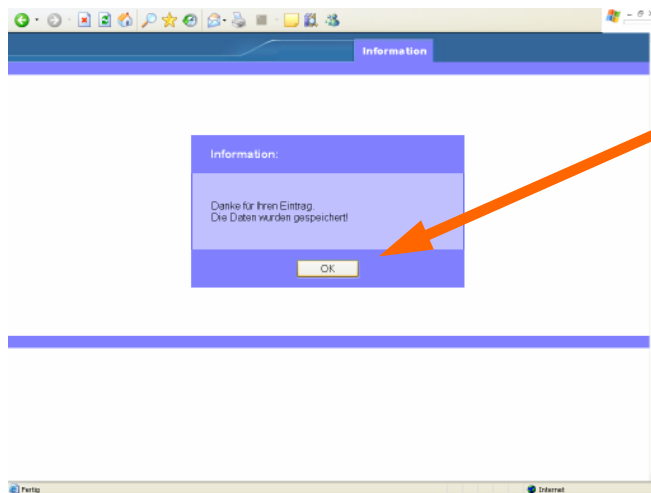 Information
Information:
Danke für Ihren Eintrag.
Die Daten wurden gespeichert!
OK
Fertig
Internet